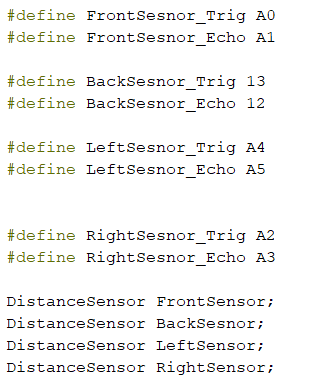 #define FrontSesnor_Trig A0
#define FrontSesnor_Echo A1
#define BackSesnor_Trig 13
#define BackSesnor_Echo 12
#define LeftSesnor_Trig A4
#define LeftSesnor_Echo A5
#define RightSesnor_Trig A2
#define RightSesnor_Echo A3
DistanceSensor FrontSensor;
DistanceSensor BackSesnor;
DistanceSensor LeftSensor;
DistanceSensor RightSensor;